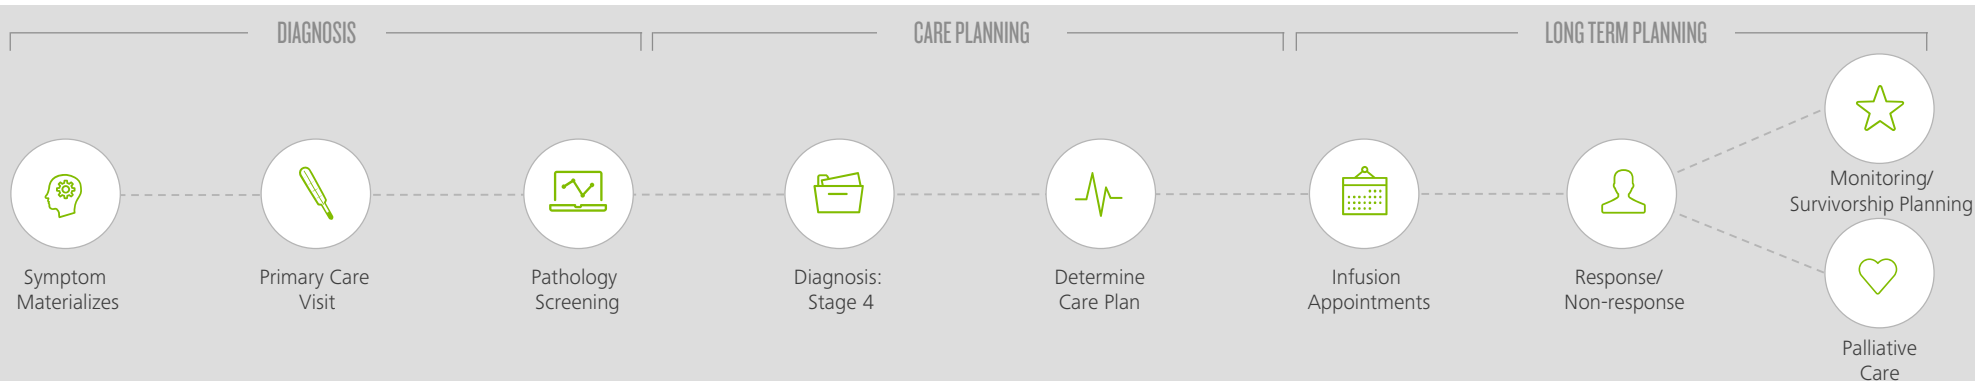 DIAGNOSIS
CARE PLANNING
LONG TERM PLANNING
Symptom
Materializes
Primary Care
Visit
Pathology
Screening
Diagnosis:
Stage 4
Determine
Care Plan
Infusion
Appointments
Response/
Non-response
Monitoring/
Survivorship Planning
Palliative
Care